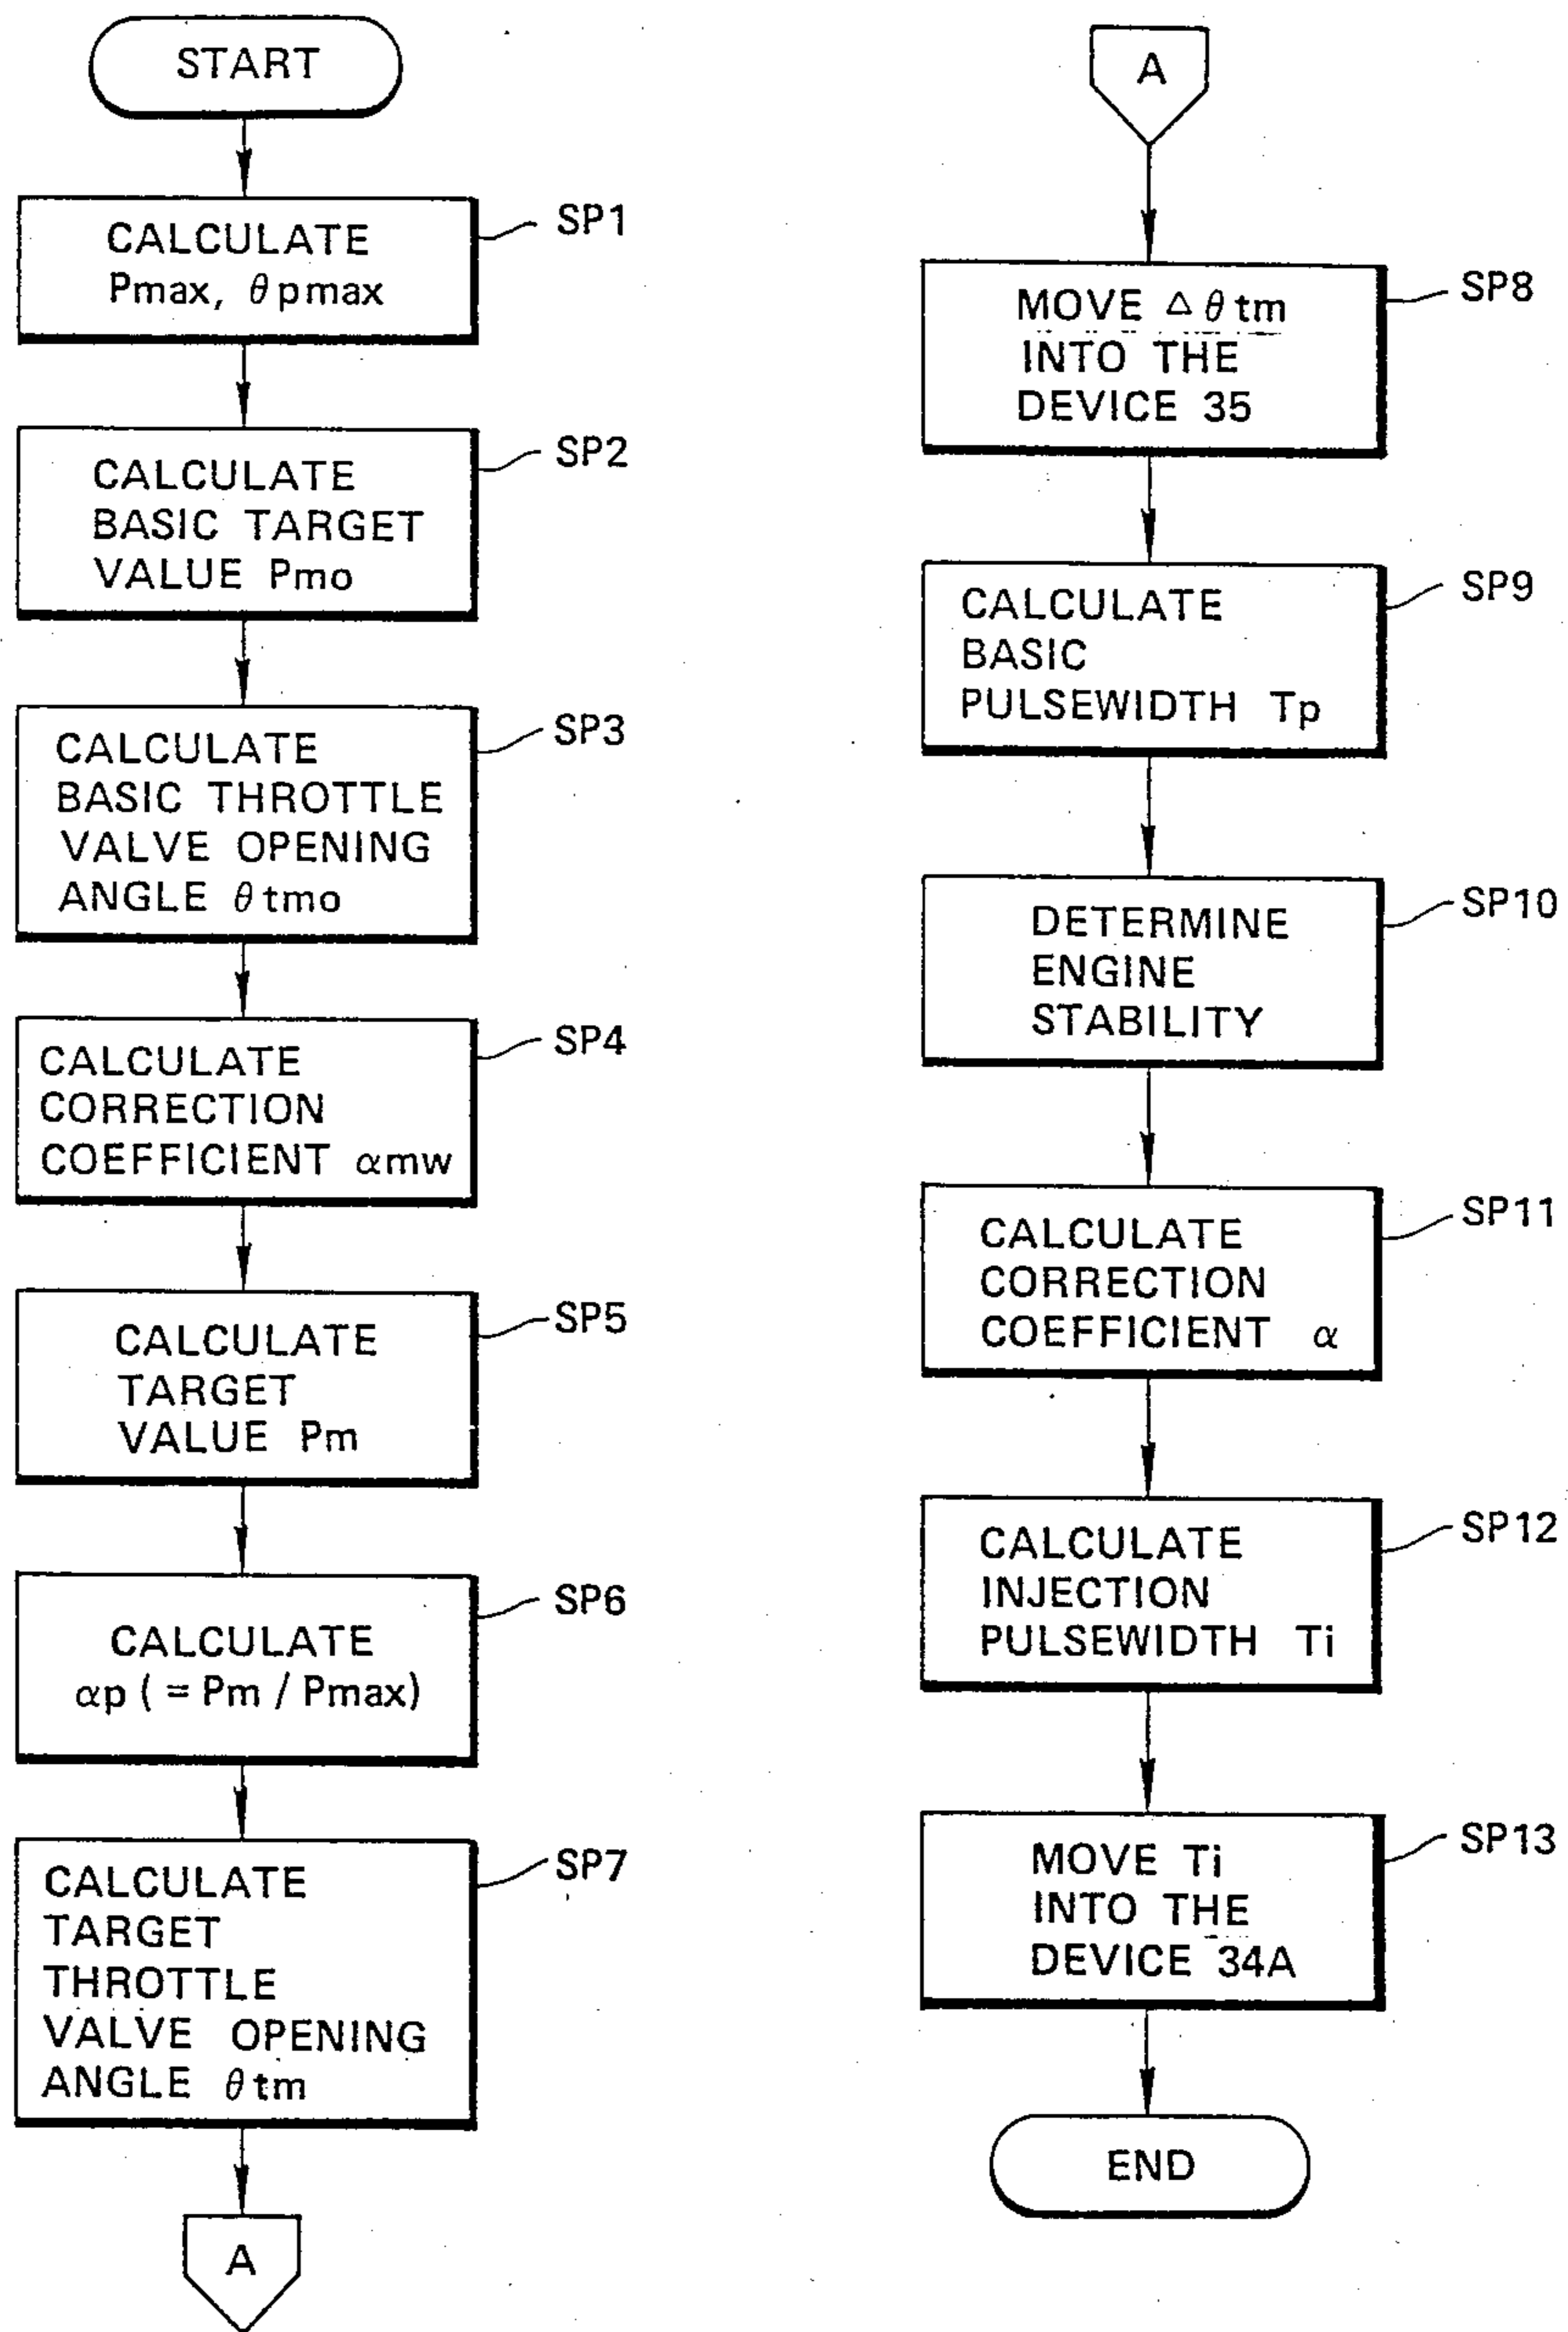 START
CALCULATE
Pmax, θpmax
SP1
CALCULATE
BASIC TARGET
VALUE Pmo
SP2
CALCULATE
BASIC THROTTLE
VALVE OPENING
ANGLE θtmo
SP3
CALCULATE
CORRECTION
COEFFICIENT αmw
SP4
CALCULATE
TARGET
VALUE Pm
SP5
CALCULATE
αp (= Pm / Pmax)
SP6
CALCULATE
TARGET
THROTTLE
VALVE OPENING
ANGLE θtm
SP7
A
A
MOVE △θtm
INTO THE
DEVICE 35
SP8
CALCULATE
BASIC
PULSEWIDTH Tp
SP9
DETERMINE
ENGINE
STABILITY
SP10
CALCULATE
CORRECTION
COEFFICIENT α
SP11
CALCULATE
INJECTION
PULSEWIDTH Ti
SP12
MOVE Ti
INTO THE
DEVICE 34A
SP13
END